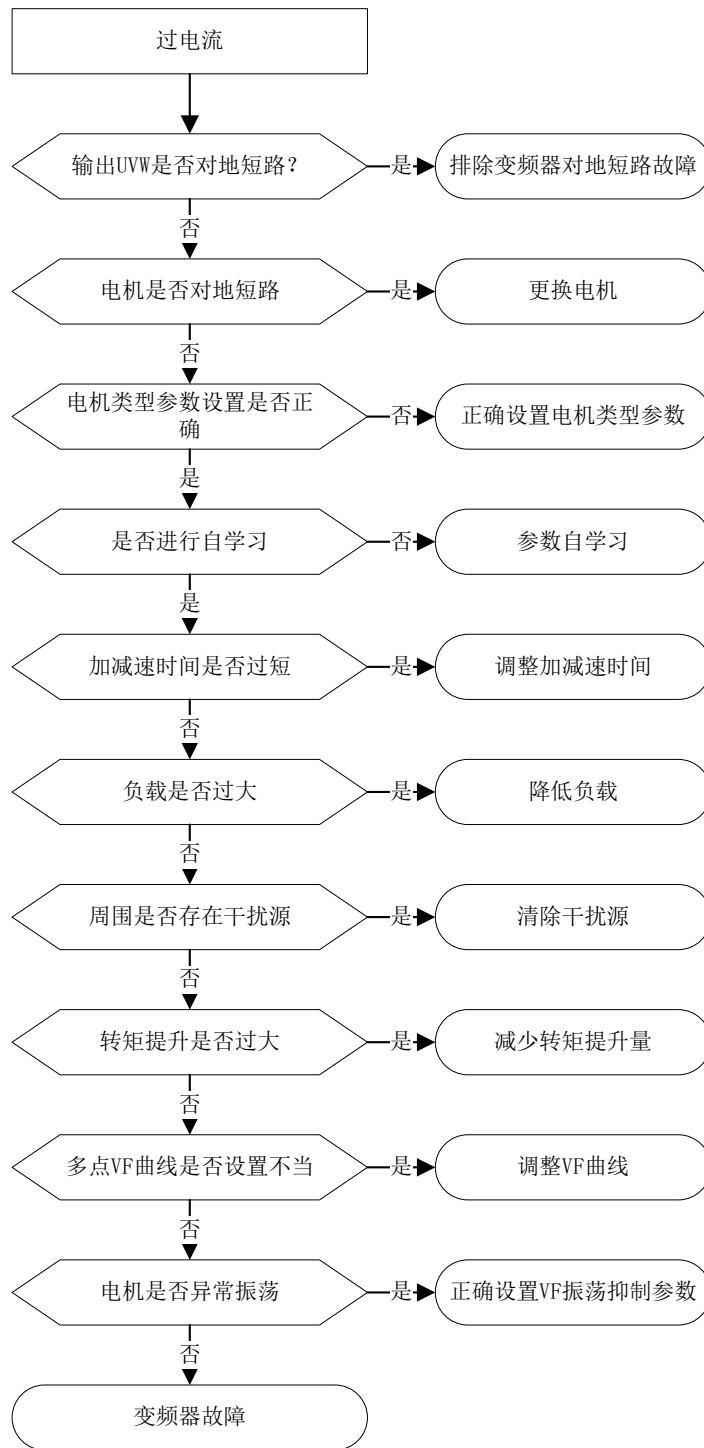 过电流
输出UVW是否对地短路？
是
排除变频器对地短路故障
否
电机是否对地短路
是
更换电机
否
电机类型参数设置是否正
确
否
正确设置电机类型参数
是
是否进行自学习
否
参数自学习
是
加减速时间是否过短
是
调整加减速时间
否
负载是否过大
是
降低负载
否
周围是否存在干扰源
是
清除干扰源
否
转矩提升是否过大
是
减少转矩提升量
否
多点VF曲线是否设置不当
是
调整VF曲线
否
电机是否异常振荡
是
正确设置VF振荡抑制参数
否
变频器故障